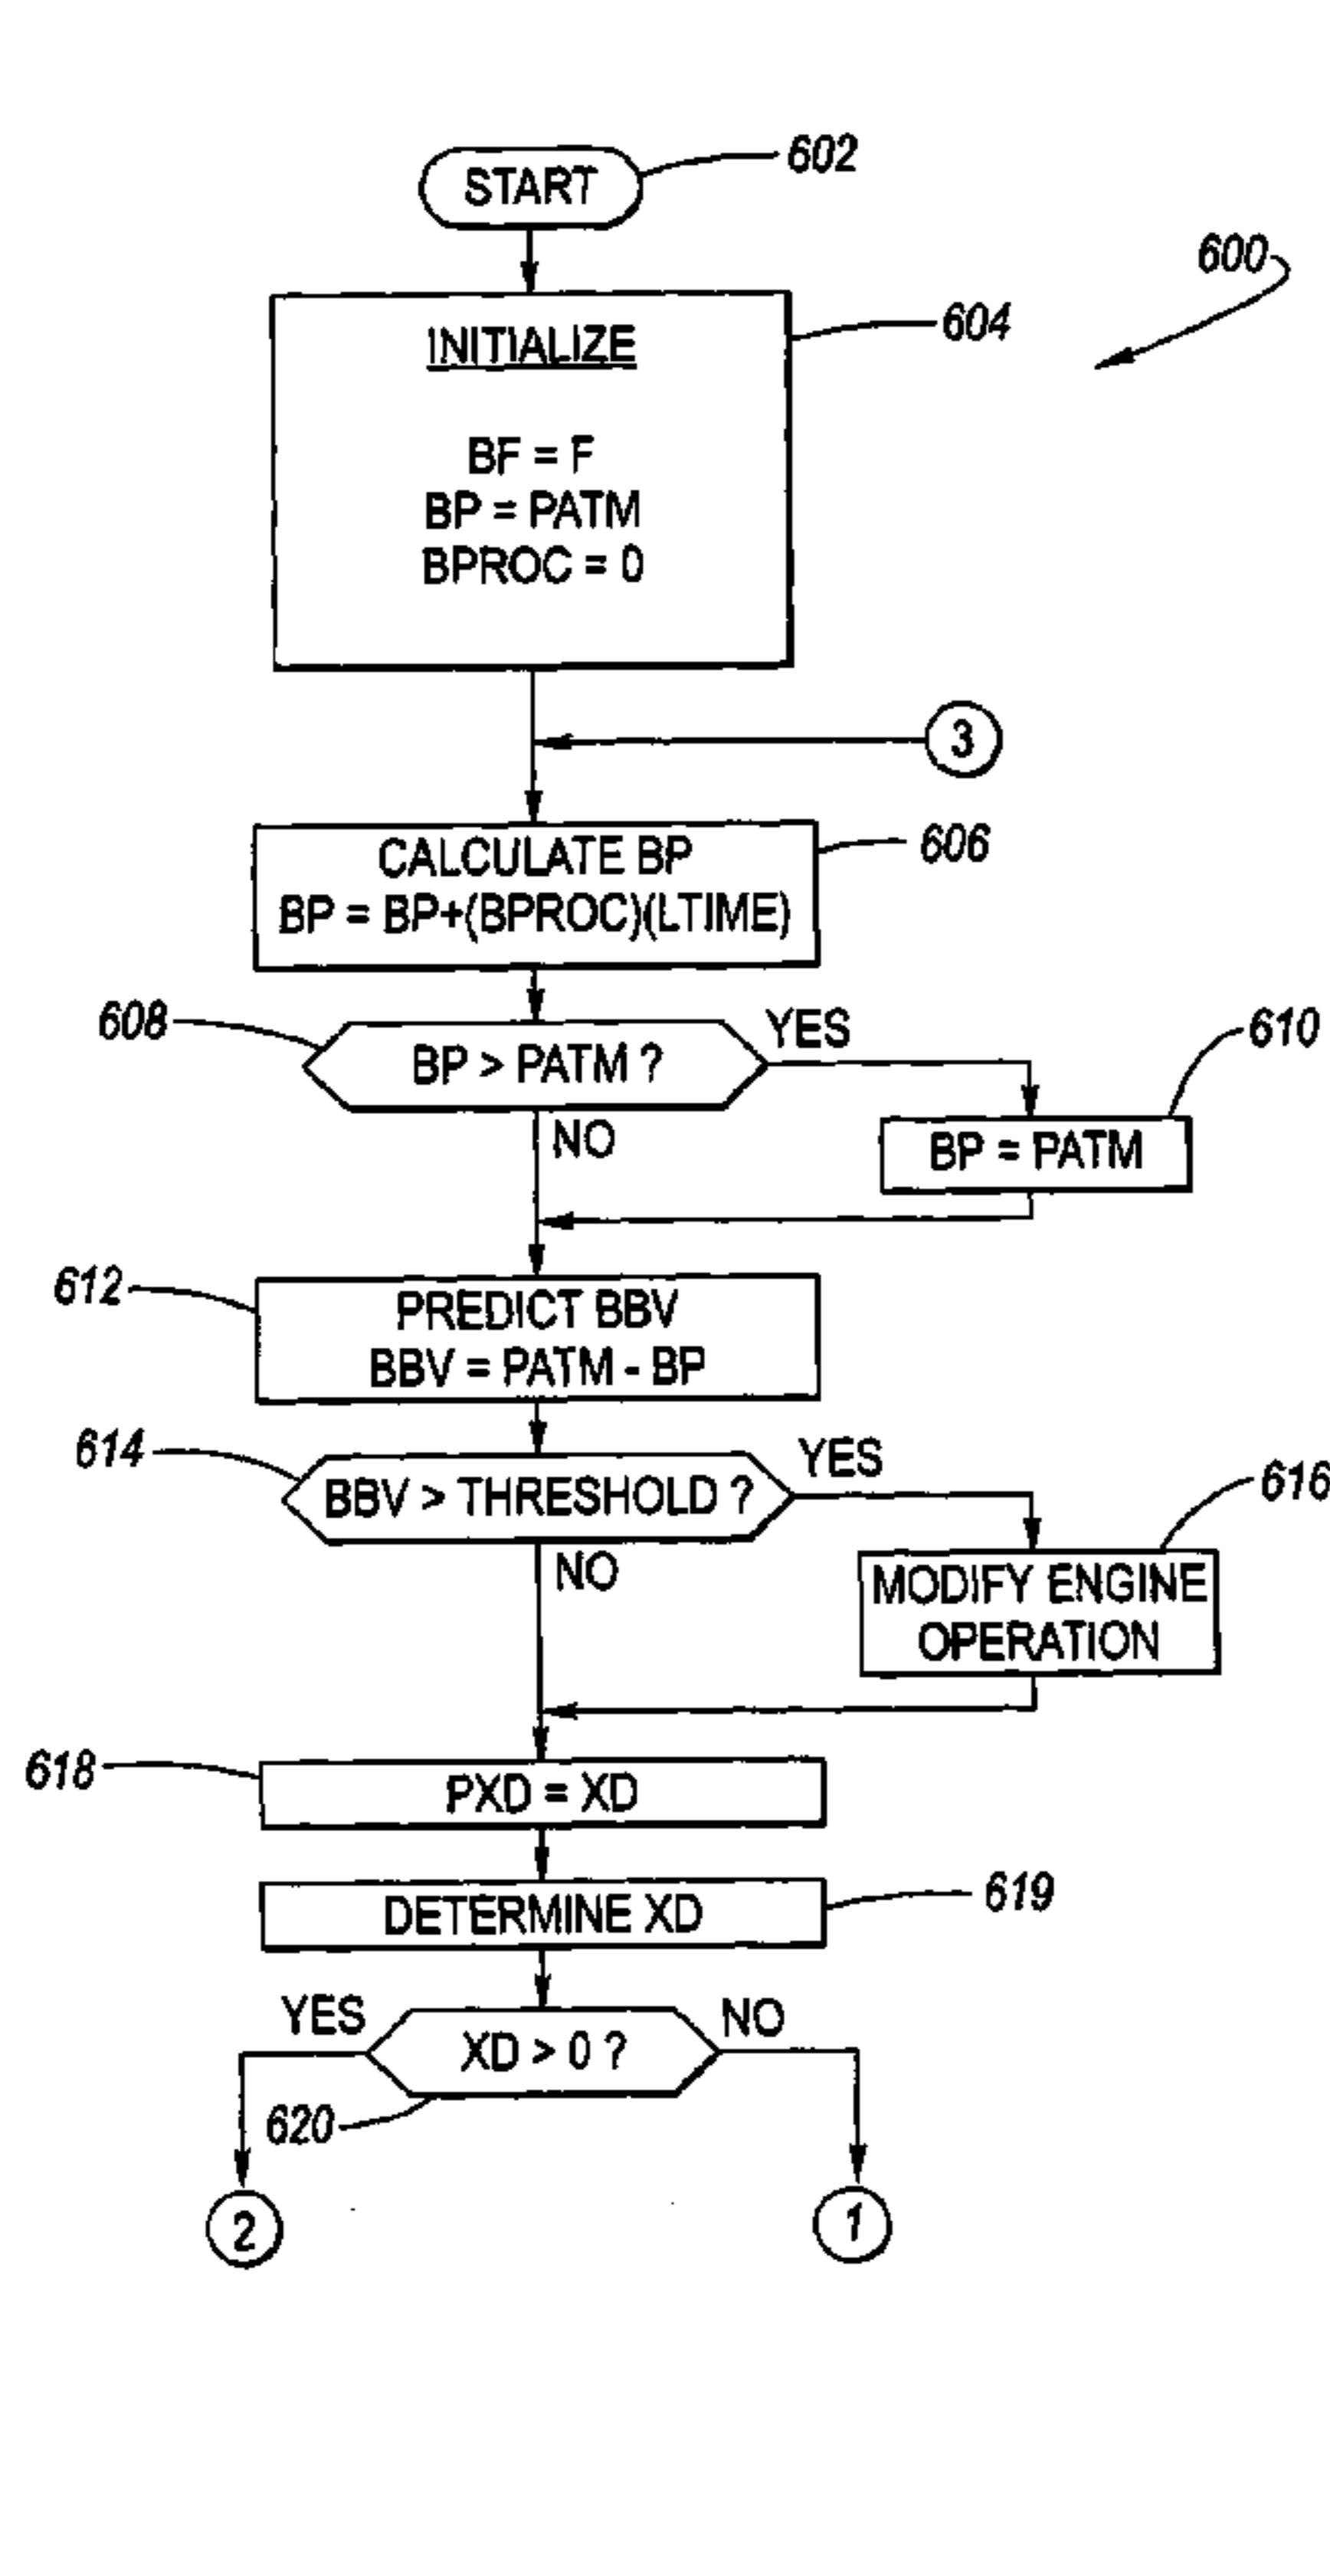 START
602
600
604
INITIALIZE
BF = F
BP = PATM
BPROC = 0
3
CALCULATE BP
BP = BP+(BPROC)(LTIME)
606
608
BP > PATM ?
YES
610
NO
BP = PATM
612
PREDICT BBV
BBV = PATM - BP
614
BBV > THRESHOLD ?
YES
616
NO
MODIFY ENGINE
OPERATION
618
PXD = XD
DETERMINE XD
619
YES
XD > 0 ?
NO
620
2
1